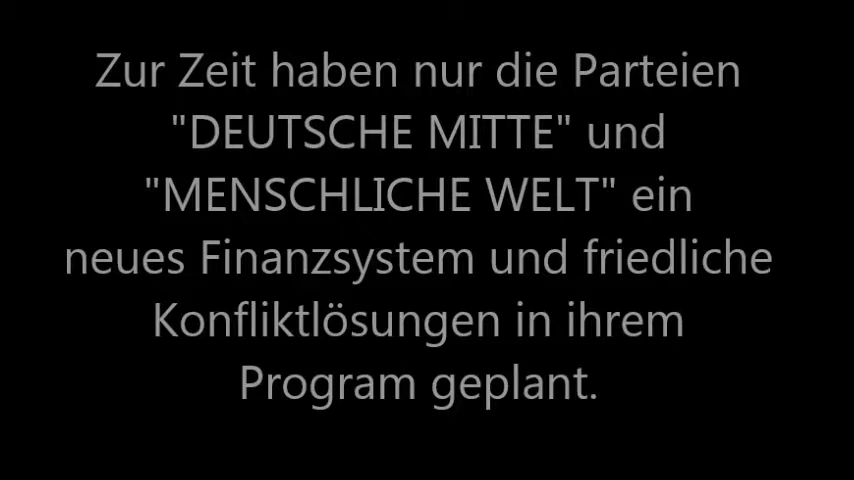 Zur Zeit haben nur die Parteien
"DEUTSCHE MITTE" und
"MENSCHLICHE WELT" ein
neues Finanzsystem und friedliche
Konfliktlösungen in ihrem
Program geplant.